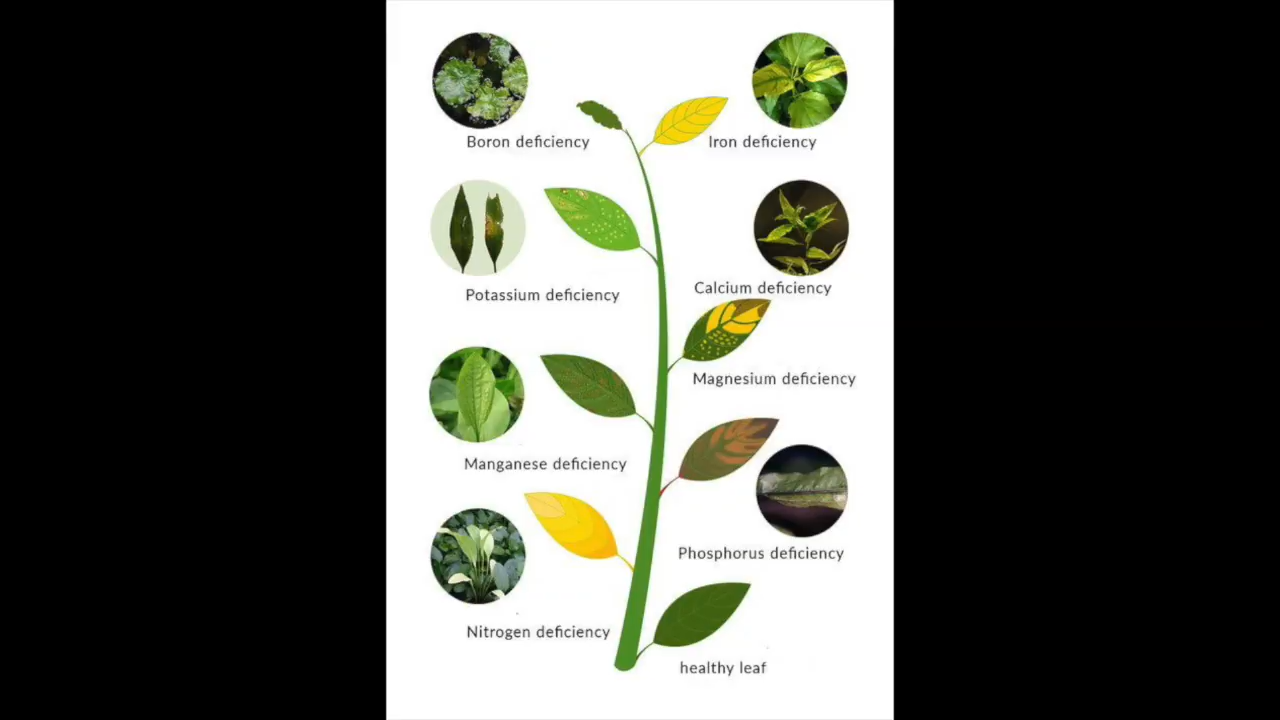 Boron deficiency
Iron deficiency
Potassium deficiency
Calcium deficiency
Magnesium deficiency
Manganese deficiency
Phosphorus deficiency
Nitrogen deficiency
healthy leaf